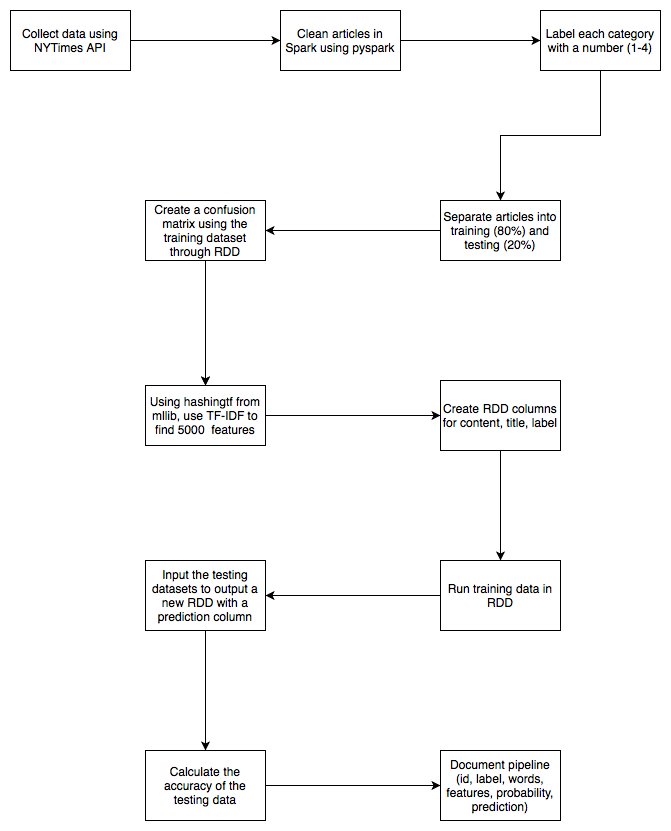 Collect data using
NYTimes API
Clean articles in
Spark using pyspark
Label each category
with a number (1-4)
Separate articles into
training (80%) and
testing (20%)
Create a confusion
matrix using the
training dataset
through RDD
Using hashingtf from
mllib, use TF-IDF to
find 5000 features
Create RDD columns
for content, title, label
Run training data in
RDD
Input the testing
datasets to output a
new RDD with a
prediction column
Calculate the
accuracy of the
testing data
Document pipeline
(id, label, words,
features, probability,
prediction)